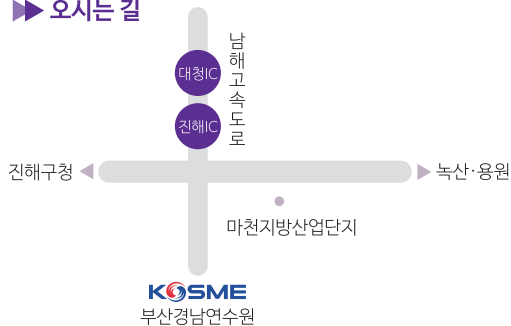 오시는 길
남해고속도로
대청IC
진해IC
진해구청
녹산·용원
마천지방산업단지
KOSME
부산경남연수원